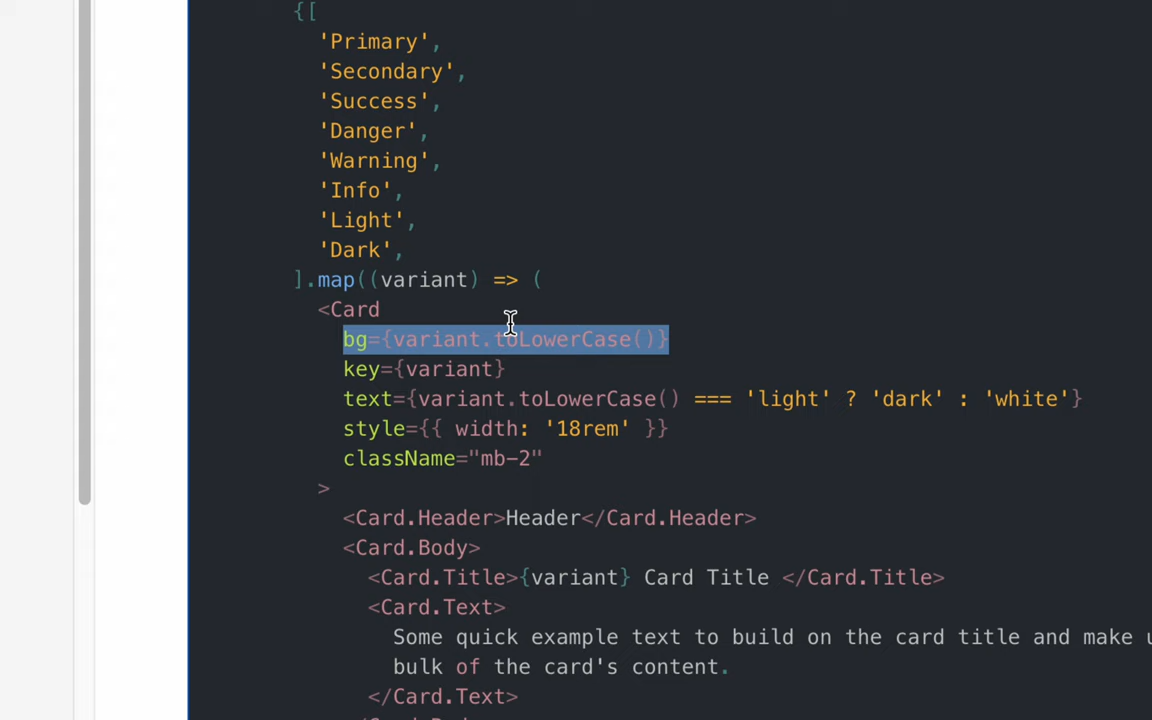 {[
'Primary',
'Secondary',
'Success',
'Danger',
'Warning',
'Info',
'Light',
'Dark',
].map((variant) => (
<Card
bg={variant.toLowerCase()}
key={variant}
text={variant.toLowerCase() === 'light' ? 'dark' : 'white'}
style={{ width: '18rem' }}
className="mb-2"
>
<Card.Header>Header</Card.Header>
<Card.Body>
<Card.Title>{variant} Card Title </Card.Title>
<Card.Text>
Some quick example text to build on the card title and make
bulk of the card's content.
</Card.Text>